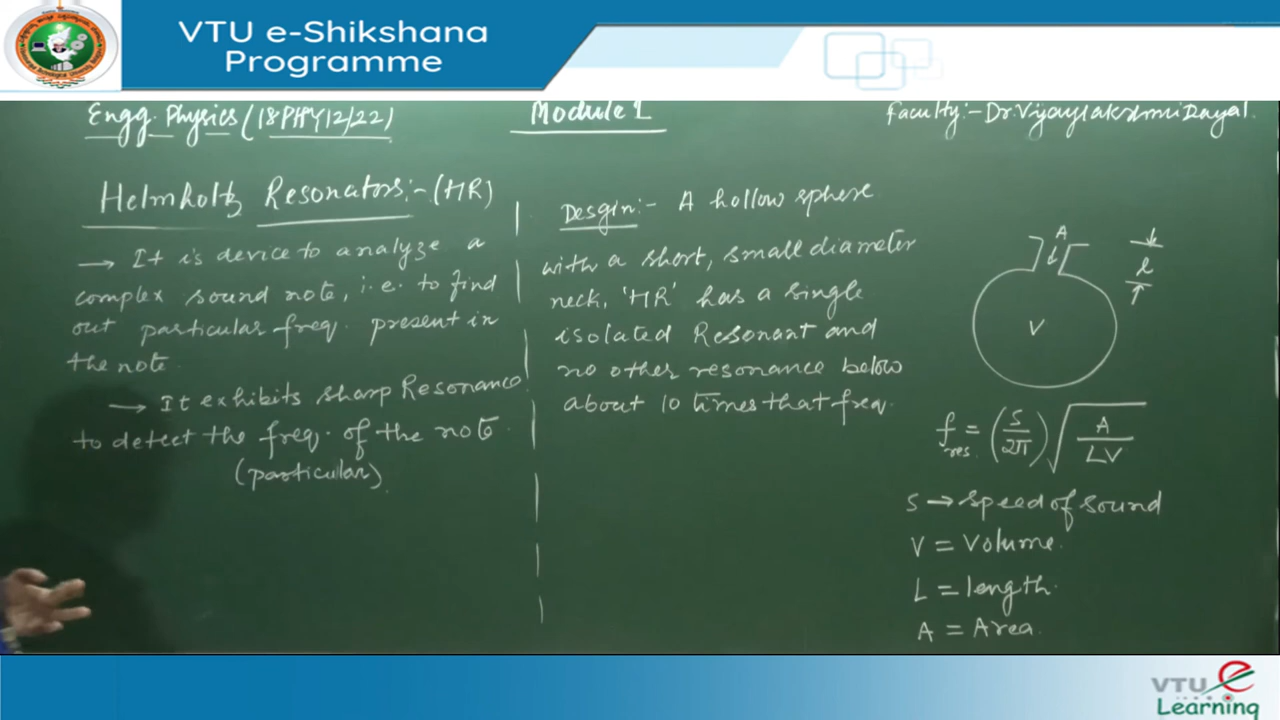 VTU e-Shikshana
Programme
Engg. Physics (18PHY12/22)
Module 1
Faculty:- Dr. Vijaylakshmi Dayal.
Helmholtz Resonators:- (HR)
→ It is device to analyze a
complex sound note, i.e. to find
out particular freq. present in
the note.
→ It exhibits sharp Resonance
to detect the freq. of the note.
(particular)
Desgin:- A hollow sphere
with a short, small diameter
neck, 'HR' has a single
isolated Resonant and
no other resonance below
about 10 times that freq.
A
l
V
f res. = (S/2π) √(A/LV)
S → speed of sound
V = Volume.
L = length.
A = Area.
VTU e
Learning